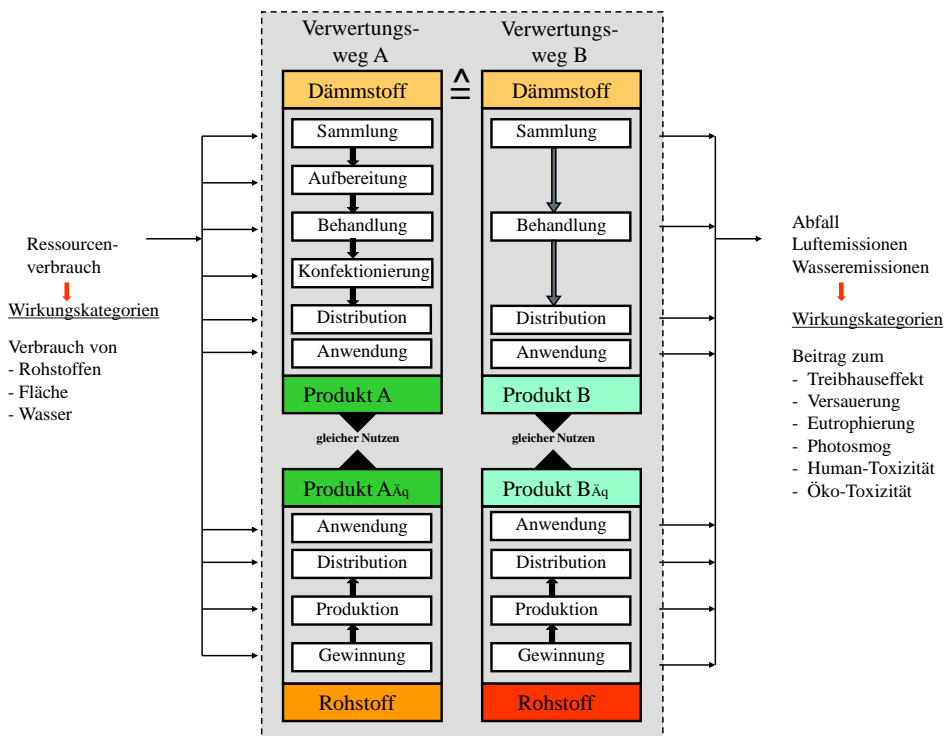 Verwertungs-
weg A
Verwertungs-
weg B
Dämmstoff
≙
Dämmstoff
Sammlung
Aufbereitung
Behandlung
Konfektionierung
Distribution
Anwendung
Produkt A
Sammlung
Behandlung
Distribution
Anwendung
Produkt B
gleicher Nutzen
gleicher Nutzen
Produkt AÄq
Anwendung
Distribution
Produktion
Gewinnung
Rohstoff
Produkt BÄq
Anwendung
Distribution
Produktion
Gewinnung
Rohstoff
Ressourcen-
verbrauch
Wirkungskategorien
Verbrauch von
- Rohstoffen
- Fläche
- Wasser
Abfall
Luftemissionen
Wasseremissionen
Wirkungskategorien
Beitrag zum
- Treibhauseffekt
- Versauerung
- Eutrophierung
- Photosmog
- Human-Toxizität
- Öko-Toxizität